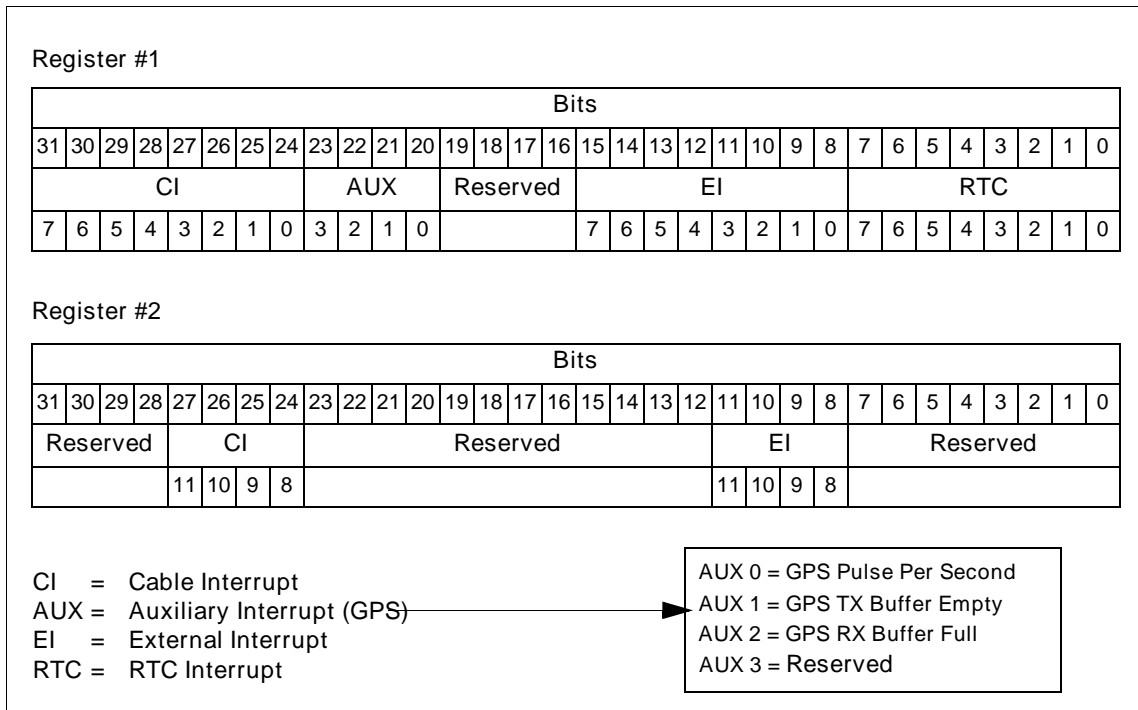 Register #1
Bits
31 30 29 28 27 26 25 24 23 22 21 20 19 18 17 16 15 14 13 12 11 10 9 8 7 6 5 4 3 2 1 0
CI AUX Reserved EI RTC
7 6 5 4 3 2 1 0 3 2 1 0 7 6 5 4 3 2 1 0 7 6 5 4 3 2 1 0
Register #2
Bits
31 30 29 28 27 26 25 24 23 22 21 20 19 18 17 16 15 14 13 12 11 10 9 8 7 6 5 4 3 2 1 0
Reserved CI Reserved EI Reserved
11 10 9 8 11 10 9 8
CI = Cable Interrupt
AUX = Auxiliary Interrupt (GPS)
EI = External Interrupt
RTC = RTC Interrupt
AUX 0 = GPS Pulse Per Second
AUX 1 = GPS TX Buffer Empty
AUX 2 = GPS RX Buffer Full
AUX 3 = Reserved